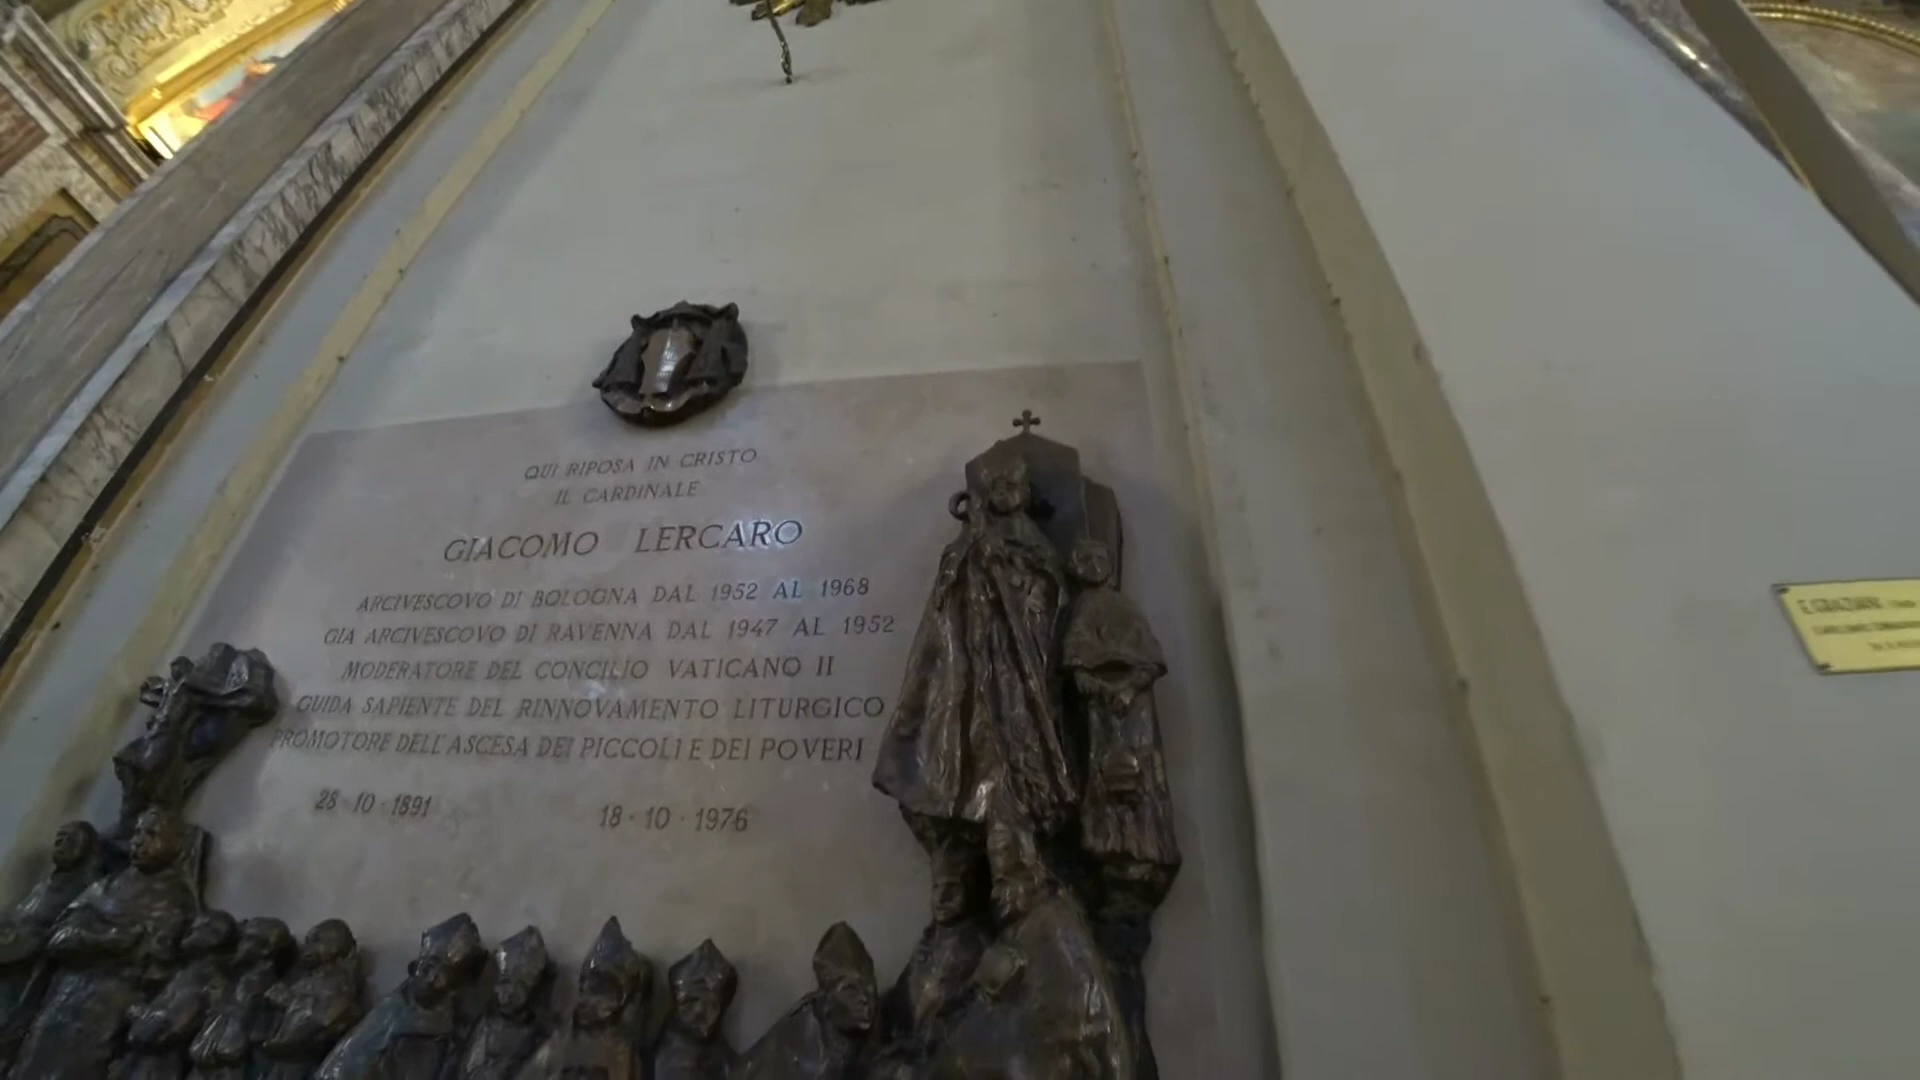 QUI RIPOSA IN CRISTO
IL CARDINALE
GIACOMO LERCARO
ARCIVESCOVO DI BOLOGNA DAL 1952 AL 1968
GIA ARCIVESCOVO DI RAVENNA DAL 1947 AL 1952
MODERATORE DEL CONCILIO VATICANO II
GUIDA SAPIENTE DEL RINNOVAMENTO LITURGICO
PROMOTORE DELL'ASCESA DEI PICCOLI E DEI POVERI
28·10·1891 18·10·1976
E. GRAZIANI